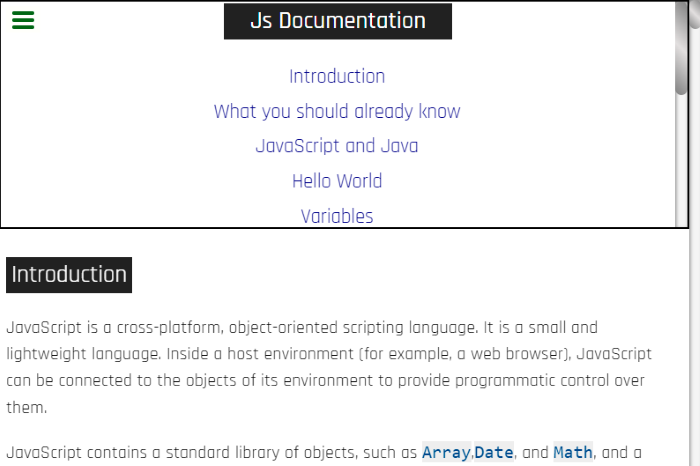 Js Documentation
Introduction
What you should already know
JavaScript and Java
Hello World
Variables
Introduction
JavaScript is a cross-platform, object-oriented scripting language. It is a small and
lightweight language. Inside a host environment (for example, a web browser), JavaScript
can be connected to the objects of its environment to provide programmatic control over
them.
JavaScript contains a standard library of objects, such as Array,Date, and Math, and a